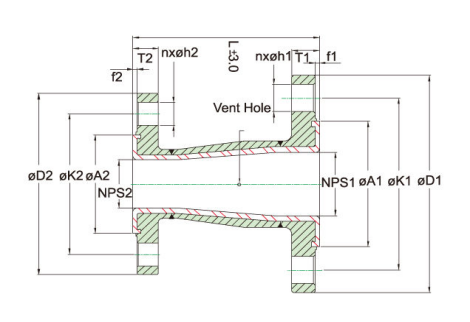 T2
nxøh2
f2
L±3.0
nxøh1
T1
f1
Vent Hole
øD2
øK2
øA2
NPS2
NPS1
øA1
øK1
øD1